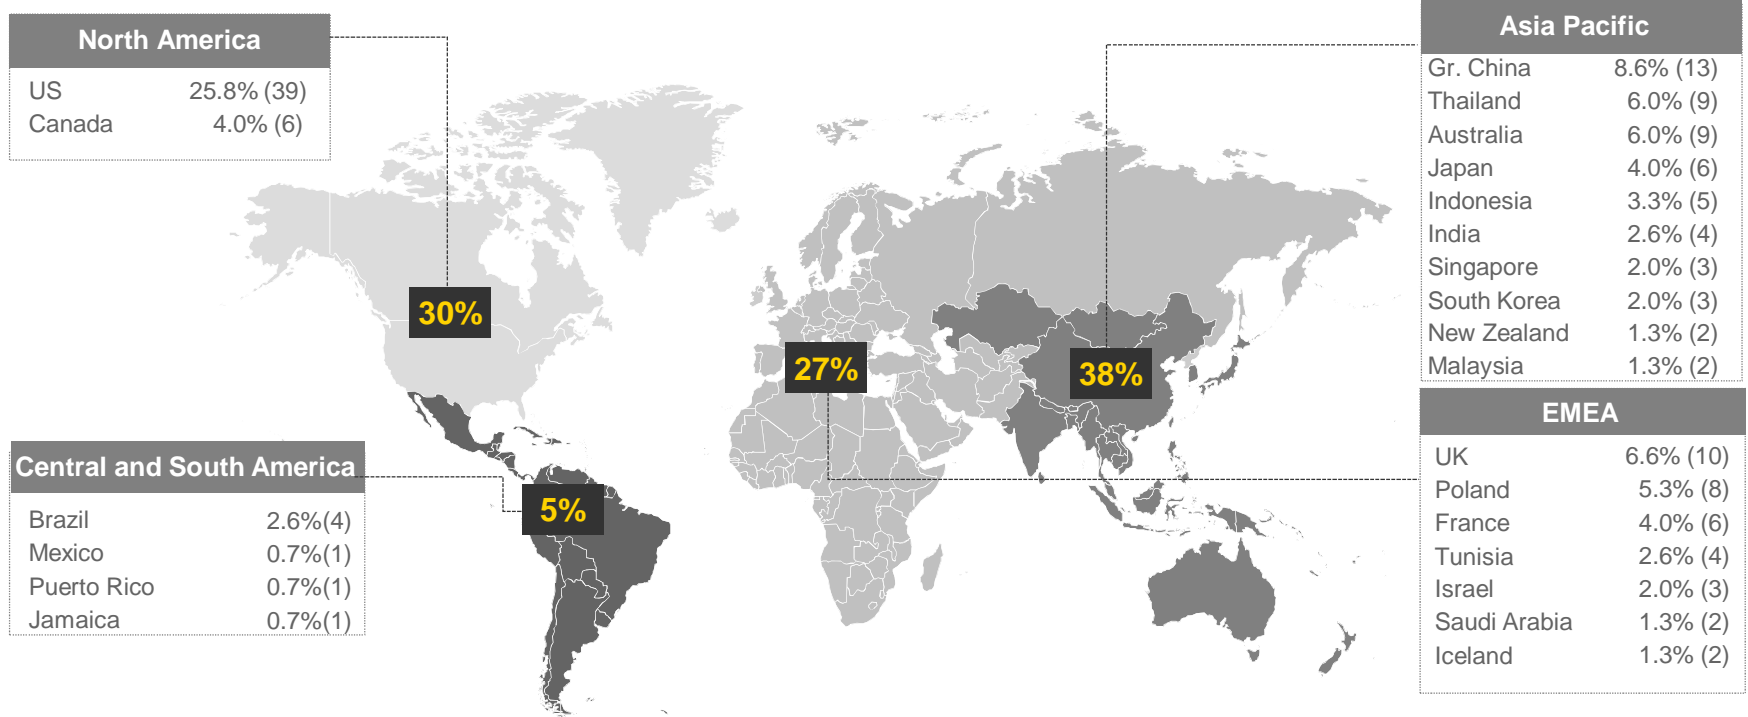 North America
US 25.8% (39)
Canada 4.0% (6)
30%
Central and South America
Brazil 2.6%(4)
Mexico 0.7%(1)
Puerto Rico 0.7%(1)
Jamaica 0.7%(1)
5%
27%
38%
Asia Pacific
Gr. China 8.6% (13)
Thailand 6.0% (9)
Australia 6.0% (9)
Japan 4.0% (6)
Indonesia 3.3% (5)
India 2.6% (4)
Singapore 2.0% (3)
South Korea 2.0% (3)
New Zealand 1.3% (2)
Malaysia 1.3% (2)
EMEA
UK 6.6% (10)
Poland 5.3% (8)
France 4.0% (6)
Tunisia 2.6% (4)
Israel 2.0% (3)
Saudi Arabia 1.3% (2)
Iceland 1.3% (2)